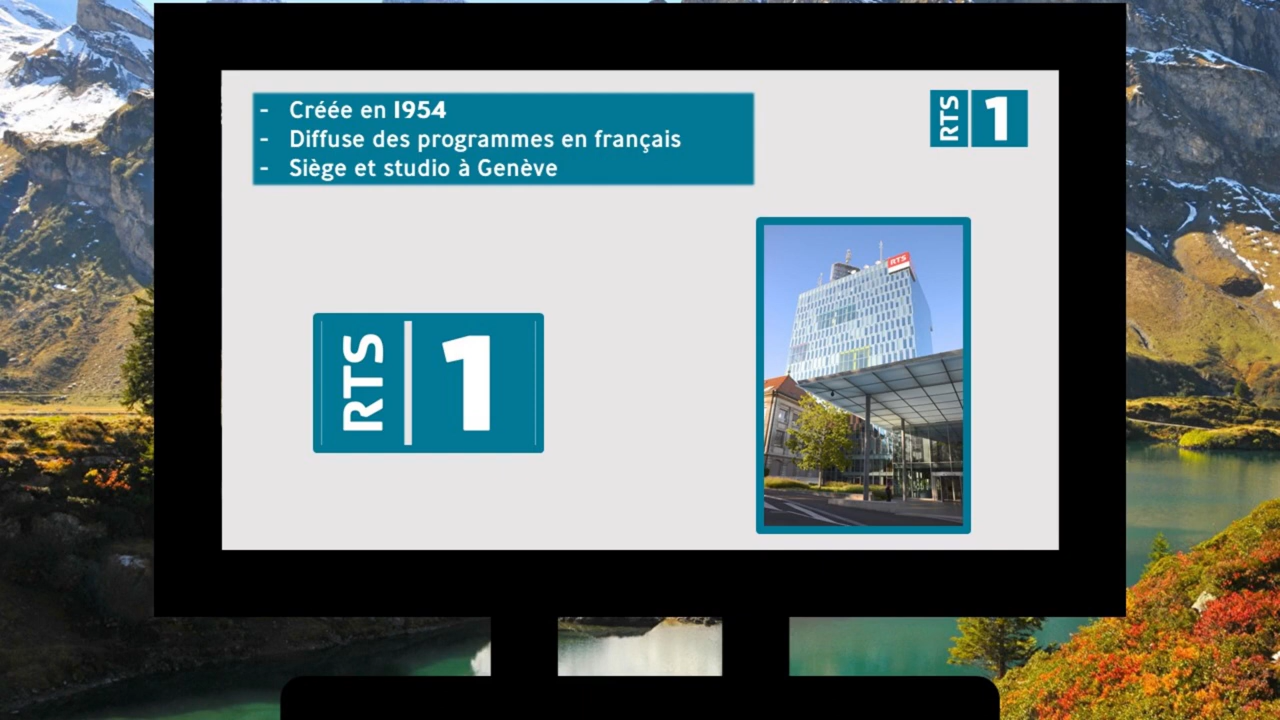 - Créée en 1954
- Diffuse des programmes en français
- Siège et studio à Genève
RTS 1
RTS 1
RTS